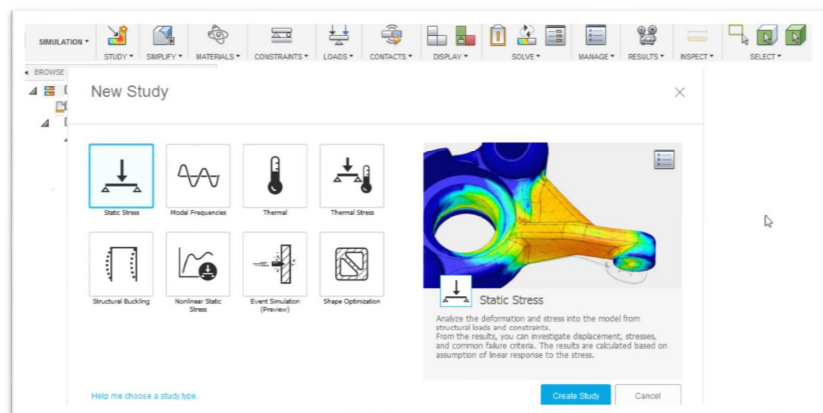 SIMULATION
STUDY
SIMPLIFY
MATERIALS
CONSTRAINTS
LOADS
CONTACTS
DISPLAY
SOLVE
MANAGE
RESULTS
INSPECT
SELECT
BROWSE
New Study
Static Stress
Modal Frequencies
Thermal
Thermal Stress
Structural Buckling
Nonlinear Static
Stress
Event Simulation
(Preview)
Shape Optimization
Static Stress
Analyze the deformation and stress into the model from
structural loads and constraints.
From the results, you can investigate displacement, stresses,
and common failure criteria. The results are calculated based on
assumption of linear response to the stress.
Help me choose a study type.
Create Study
Cancel